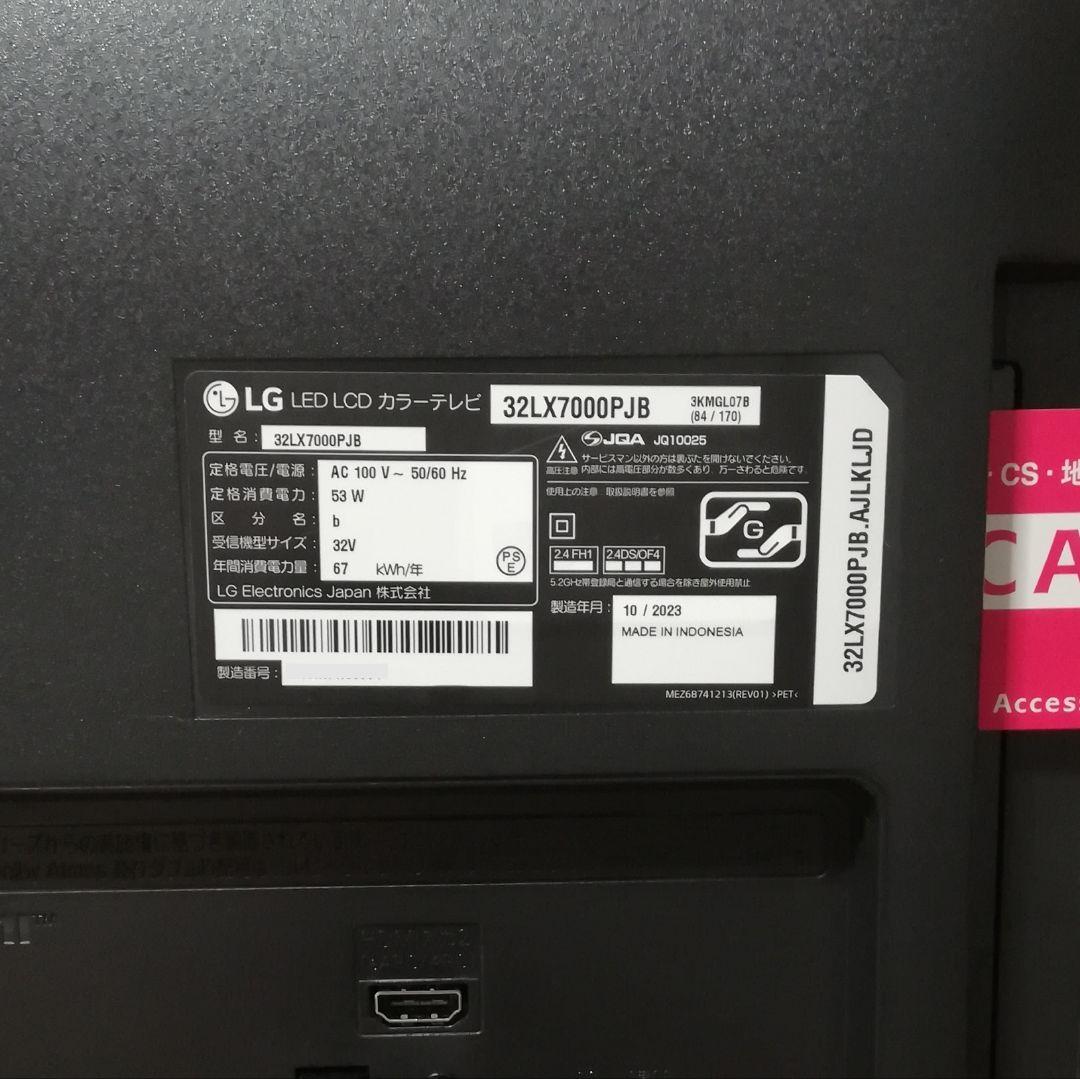 LG LED LCD カラーテレビ
32LX7000PJB
3KMGL07B
(84 / 170)
型 名: 32LX7000PJB
定格電圧/電源: AC 100 V~ 50/60 Hz
定格消費電力: 53 W
区 分 名: b
受信機型サイズ: 32V
年間消費電力量: 67 kWh/年
PS
E
LG Electronics Japan 株式会社
製造番号:
JQA JQ10025
サービスマン以外の方は裏ぶたを開けないでください。
高圧注意 内部には高電圧部分が数多くあり、万一さわると危険です。
使用上の注意 取扱説明書を参照
G
2.4 FH1 2.4DS/OF4
5.2GHz帯登録局と通信する場合を除き屋外使用禁止
製造年月: 10 / 2023
MADE IN INDONESIA
MEZ68741213(REV01) >PET<
32LX7000PJB.AJLKLJD
・CS・地
CA
Access